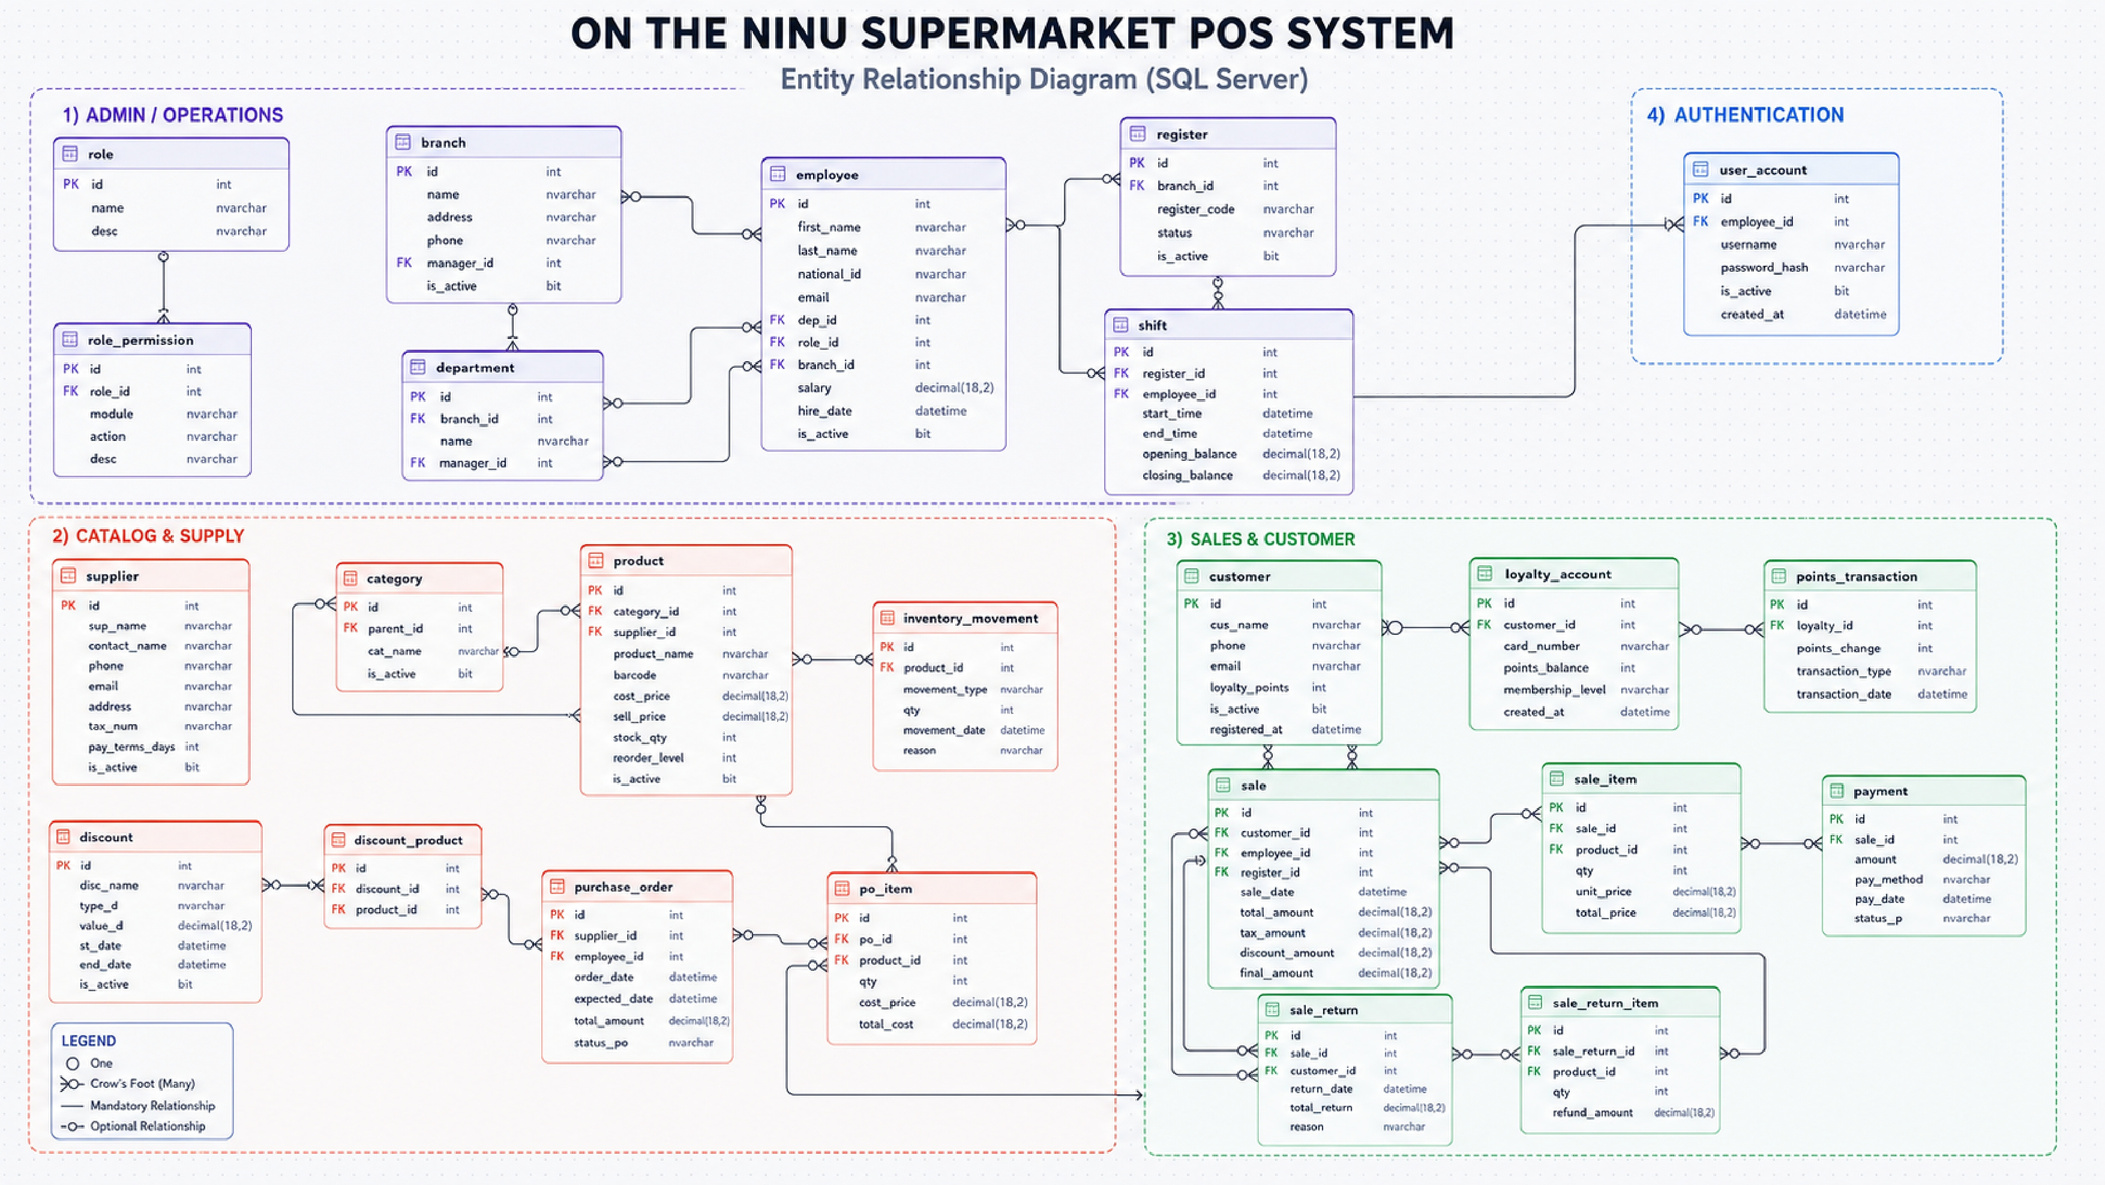 ON THE NINU SUPERMARKET POS SYSTEM
Entity Relationship Diagram (SQL Server)
1) ADMIN / OPERATIONS
role
PK id int
name nvarchar
desc nvarchar
role_permission
PK id int
FK role_id int
module nvarchar
action nvarchar
desc nvarchar
branch
PK id int
name nvarchar
address nvarchar
phone nvarchar
FK manager_id int
is_active bit
department
PK id int
FK branch_id int
name nvarchar
FK manager_id int
employee
PK id int
first_name nvarchar
last_name nvarchar
national_id nvarchar
email nvarchar
FK dep_id int
FK role_id int
FK branch_id int
salary decimal(18,2)
hire_date datetime
is_active bit
register
PK id int
FK branch_id int
register_code nvarchar
status nvarchar
is_active bit
shift
PK id int
FK register_id int
FK employee_id int
start_time datetime
end_time datetime
opening_balance decimal(18,2)
closing_balance decimal(18,2)
4) AUTHENTICATION
user_account
PK id int
FK employee_id int
username nvarchar
password_hash nvarchar
is_active bit
created_at datetime
2) CATALOG & SUPPLY
supplier
PK id int
sup_name nvarchar
contact_name nvarchar
phone nvarchar
email nvarchar
address nvarchar
tax_num nvarchar
pay_terms_days int
is_active bit
category
PK id int
FK parent_id int
cat_name nvarchar
is_active bit
product
PK id int
FK category_id int
FK supplier_id int
product_name nvarchar
barcode nvarchar
cost_price decimal(18,2)
sell_price decimal(18,2)
stock_qty int
reorder_level int
is_active bit
inventory_movement
PK id int
FK product_id int
movement_type nvarchar
qty int
movement_date datetime
reason nvarchar
discount
PK id int
disc_name nvarchar
type_d nvarchar
value_d decimal(18,2)
st_date datetime
end_date datetime
is_active bit
discount_product
PK id int
FK discount_id int
FK product_id int
purchase_order
PK id int
FK supplier_id int
FK employee_id int
order_date datetime
expected_date datetime
total_amount decimal(18,2)
status_po nvarchar
po_item
PK id int
FK po_id int
FK product_id int
qty int
cost_price decimal(18,2)
total_cost decimal(18,2)
LEGEND
One
Crow's Foot (Many)
Mandatory Relationship
Optional Relationship
3) SALES & CUSTOMER
customer
PK id int
cus_name nvarchar
phone nvarchar
email nvarchar
loyalty_points int
is_active bit
registered_at datetime
loyalty_account
PK id int
FK customer_id int
card_number nvarchar
points_balance int
membership_level nvarchar
created_at datetime
points_transaction
PK id int
FK loyalty_id int
points_change int
transaction_type nvarchar
transaction_date datetime
sale
PK id int
FK customer_id int
FK employee_id int
FK register_id int
sale_date datetime
total_amount decimal(18,2)
tax_amount decimal(18,2)
discount_amount decimal(18,2)
final_amount decimal(18,2)
sale_item
PK id int
FK sale_id int
FK product_id int
qty int
unit_price decimal(18,2)
total_price decimal(18,2)
payment
PK id int
FK sale_id int
amount decimal(18,2)
pay_method nvarchar
pay_date datetime
status_p nvarchar
sale_return
PK id int
FK sale_id int
FK customer_id int
return_date datetime
total_return decimal(18,2)
reason nvarchar
sale_return_item
PK id int
FK sale_return_id int
FK product_id int
qty int
refund_amount decimal(18,2)